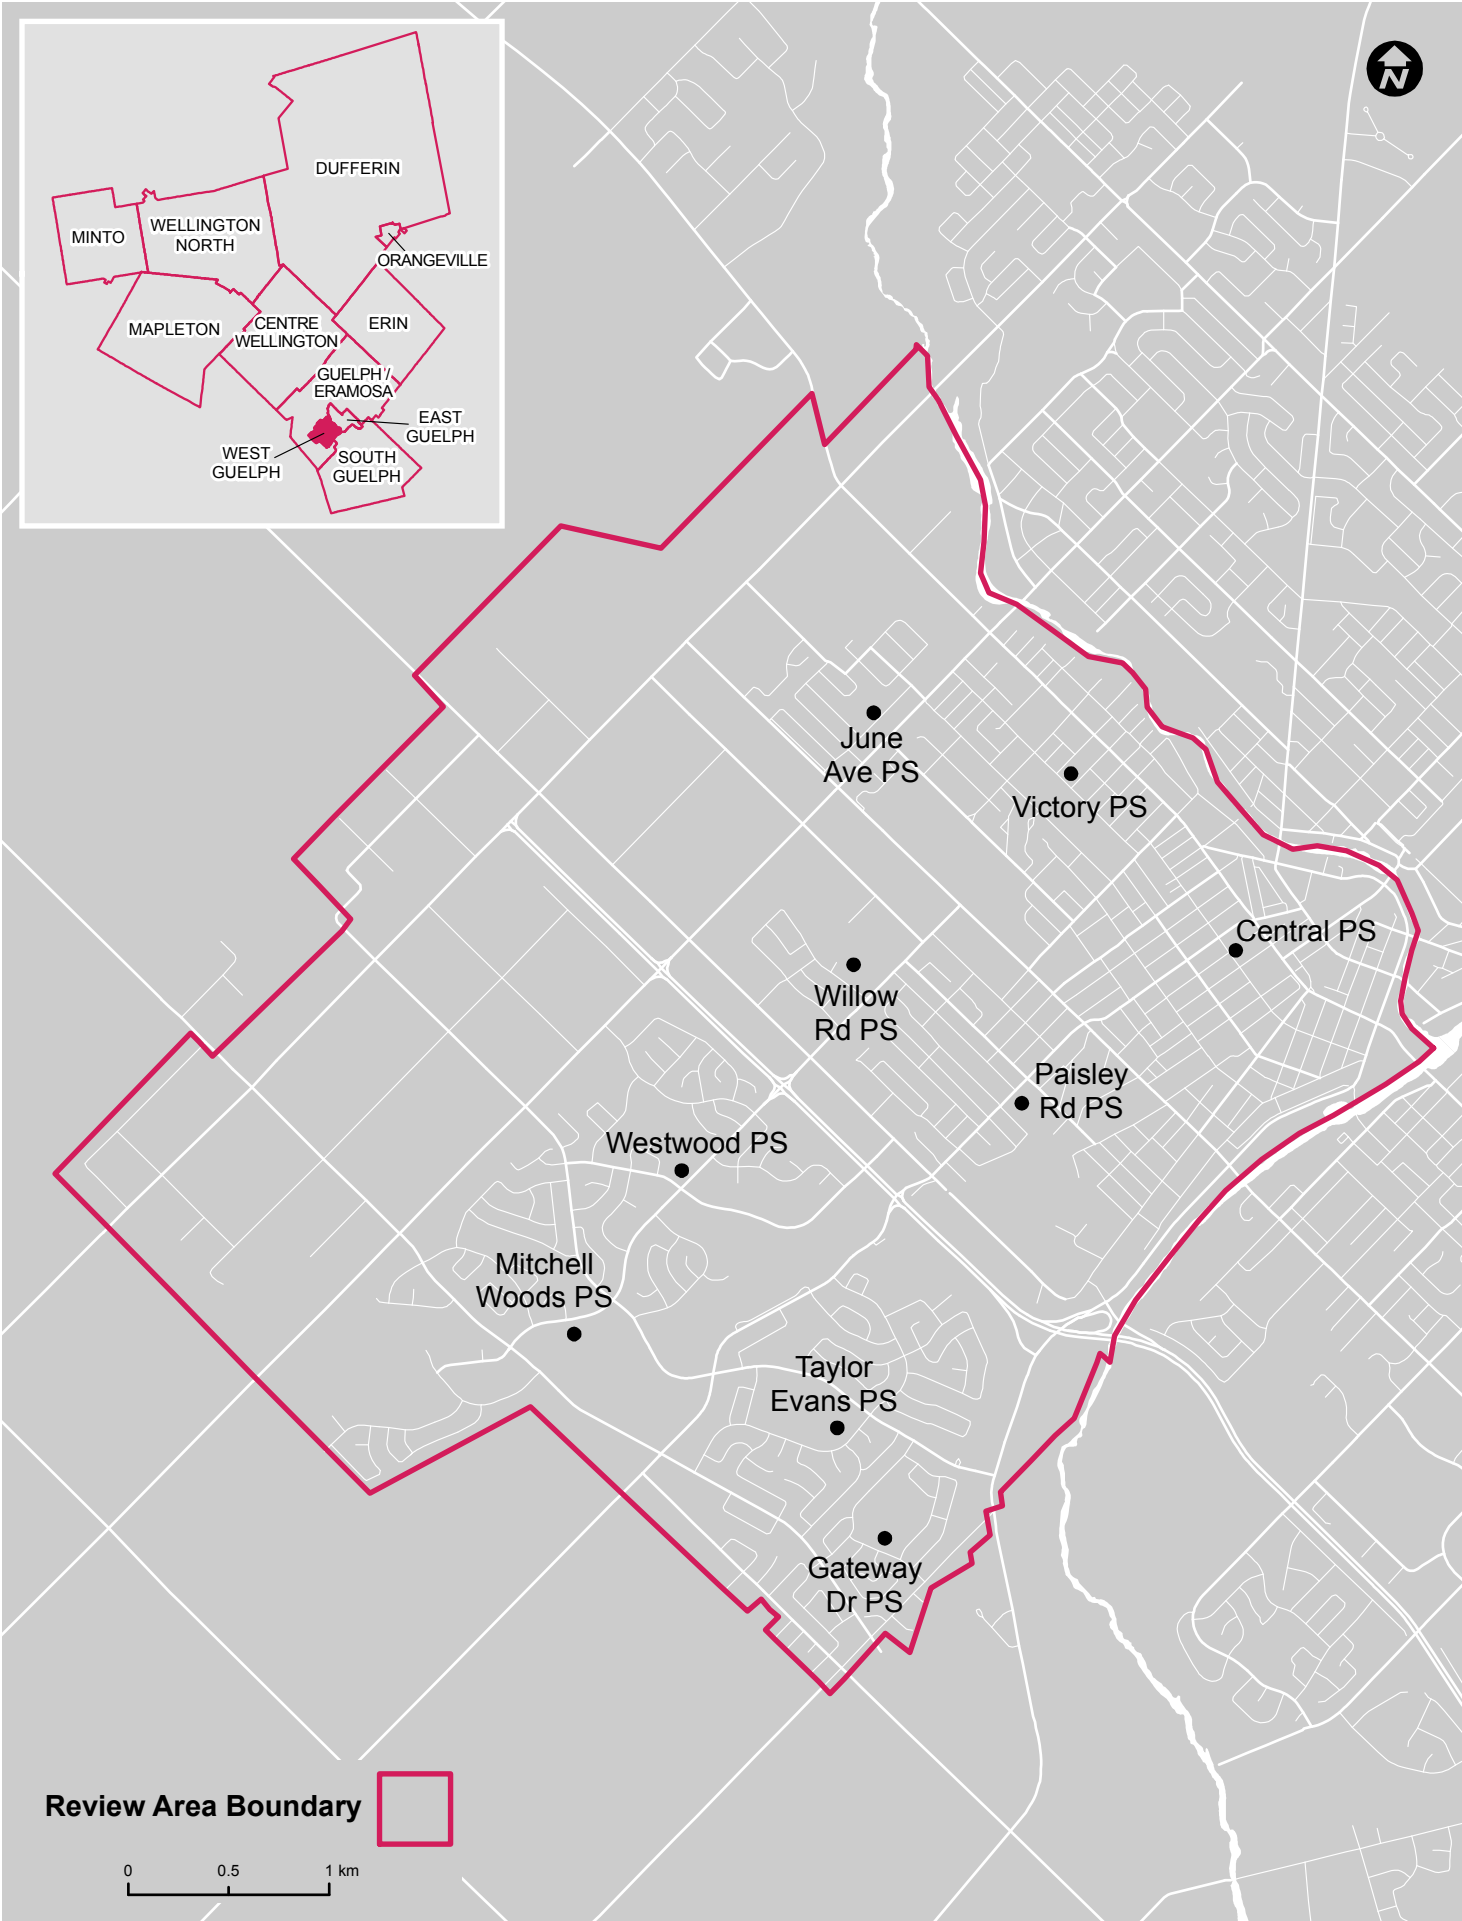 N
DUFFERIN
MINTO
WELLINGTON
NORTH
ORANGEVILLE
MAPLETON
CENTRE
WELLINGTON
ERIN
GUELPH /
ERAMOSA
EAST
GUELPH
WEST
GUELPH
SOUTH
GUELPH
June
Ave PS
Victory PS
Central PS
Willow
Rd PS
Paisley
Rd PS
Westwood PS
Mitchell
Woods PS
Taylor
Evans PS
Gateway
Dr PS
Review Area Boundary
0 0.5 1 km